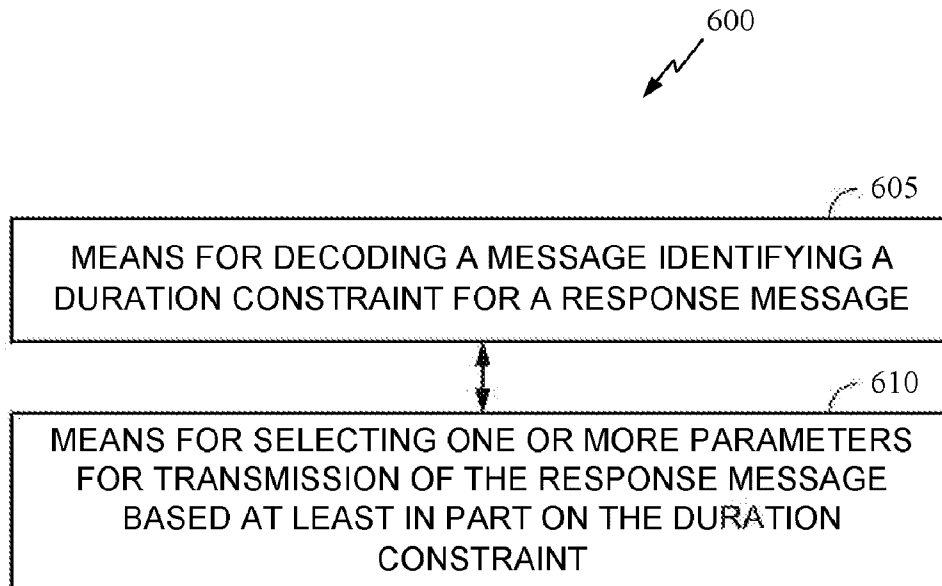 600
605
MEANS FOR DECODING A MESSAGE IDENTIFYING A
DURATION CONSTRAINT FOR A RESPONSE MESSAGE
610
MEANS FOR SELECTING ONE OR MORE PARAMETERS
FOR TRANSMISSION OF THE RESPONSE MESSAGE
BASED AT LEAST IN PART ON THE DURATION
CONSTRAINT